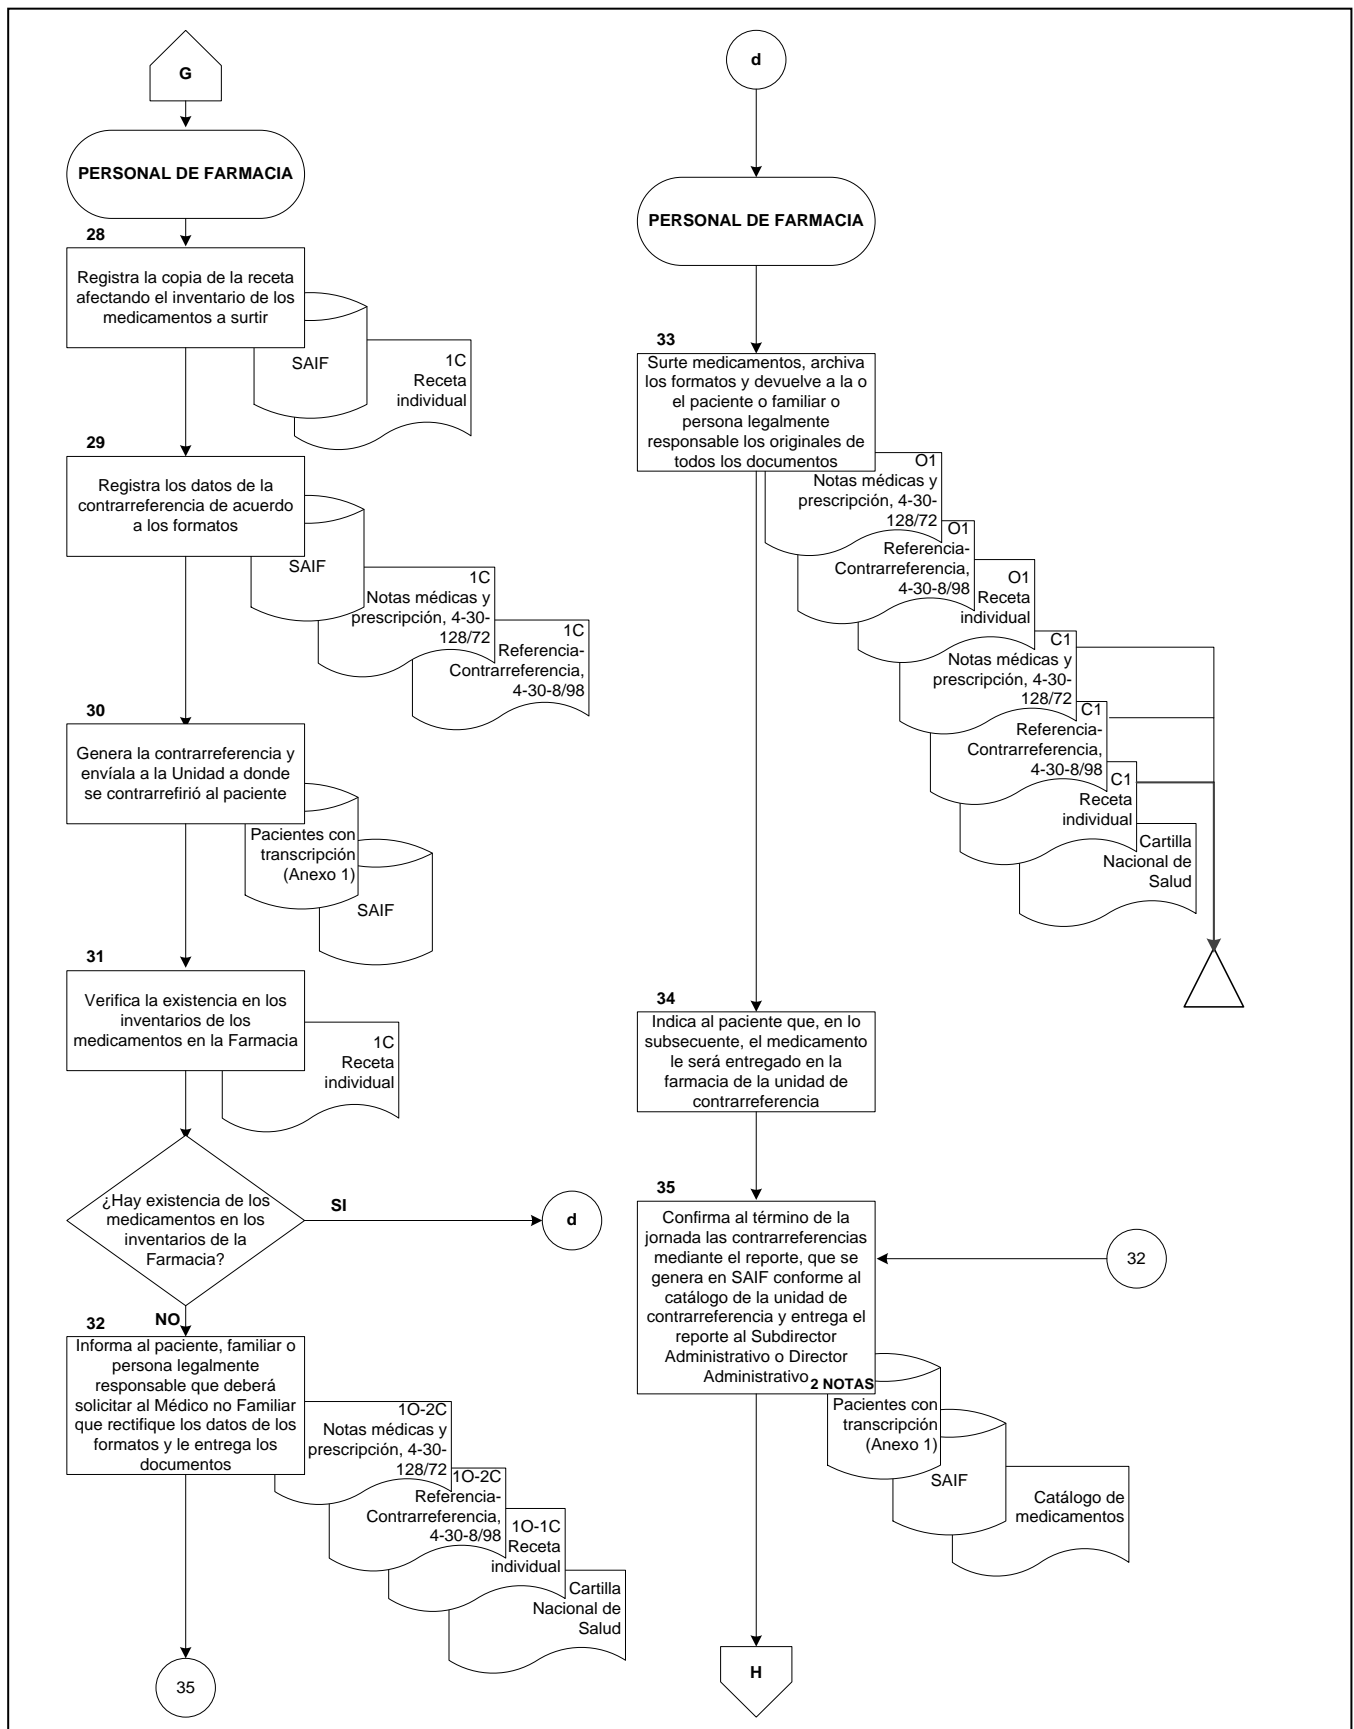 G
PERSONAL DE FARMACIA
28
Registra la copia de la receta
afectando el inventario de los
medicamentos a surtir
SAIF
1C
Receta
individual
29
Registra los datos de la
contrarreferencia de acuerdo
a los formatos
SAIF
1C
Notas médicas y
prescripción, 4-30-
128/72
1C
Referencia-
Contrarreferencia,
4-30-8/98
30
Genera la contrarreferencia y
envíala a la Unidad a donde
se contrarrefirió al paciente
Pacientes con
transcripción
(Anexo 1)
SAIF
31
Verifica la existencia en los
inventarios de los
medicamentos en la Farmacia
1C
Receta
individual
¿Hay existencia de los
medicamentos en los
inventarios de la
Farmacia?
SI
d
NO
32
Informa al paciente, familiar o
persona legalmente
responsable que deberá
solicitar al Médico no Familiar
que rectifique los datos de los
formatos y le entrega los
documentos
1O-2C
Notas médicas y
prescripción, 4-30-
128/72
1O-2C
Referencia-
Contrarreferencia,
4-30-8/98
1O-1C
Receta
individual
Cartilla
Nacional de
Salud
35
d
PERSONAL DE FARMACIA
33
Surte medicamentos, archiva
los formatos y devuelve a la o
el paciente o familiar o
persona legalmente
responsable los originales de
todos los documentos
O1
Notas médicas y
prescripción, 4-30-
128/72
O1
Referencia-
Contrarreferencia,
4-30-8/98
O1
Receta
individual
C1
Notas médicas y
prescripción, 4-30-
128/72
C1
Referencia-
Contrarreferencia,
4-30-8/98
C1
Receta
individual
Cartilla
Nacional de
Salud
34
Indica al paciente que, en lo
subsecuente, el medicamento
le será entregado en la
farmacia de la unidad de
contrarreferencia
35
Confirma al término de la
jornada las contrarreferencias
mediante el reporte, que se
genera en SAIF conforme al
catálogo de la unidad de
contrarreferencia y entrega el
reporte al Subdirector
Administrativo o Director
Administrativo
2 NOTAS
32
Pacientes con
transcripción
(Anexo 1)
SAIF
Catálogo de
medicamentos
H